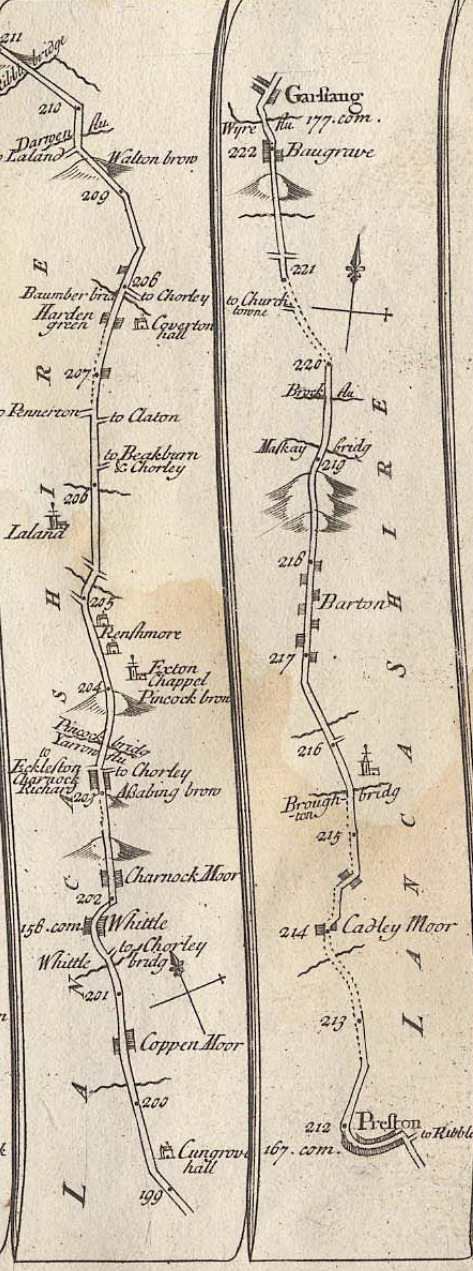 211
Ribble bridge
210
Darwen flu
to Laland
Walton brow
209
Baumber brid
208
to Chorley
Harden
green
Coverton
hall
207
to Pennerton
to Claton
to Beakburn
& Chorley
206
Laland
205
Renshmore
Exton
Chappel
204
Pincock brow
Pincock bridg
Yarrow flu
to
Eckleston
to Chorley
Charnock
Richard
203
Asabing brow
Charnock Moor
202
156.com.
Whittle
to Chorley
Whittle
bridg
201
Coppen Moor
200
Cungrove
hall
199
LANCASHIRE
Garstang
Wyre flu
177.com.
222
Baugrave
221
to Church
towne
220
Brock flu
Maskay bridg
219
218
Barton
217
216
Brough
-ton
bridg
215
214
Cadley Moor
213
212
Preston
to Ribble
167.com.
LANCASHIRE